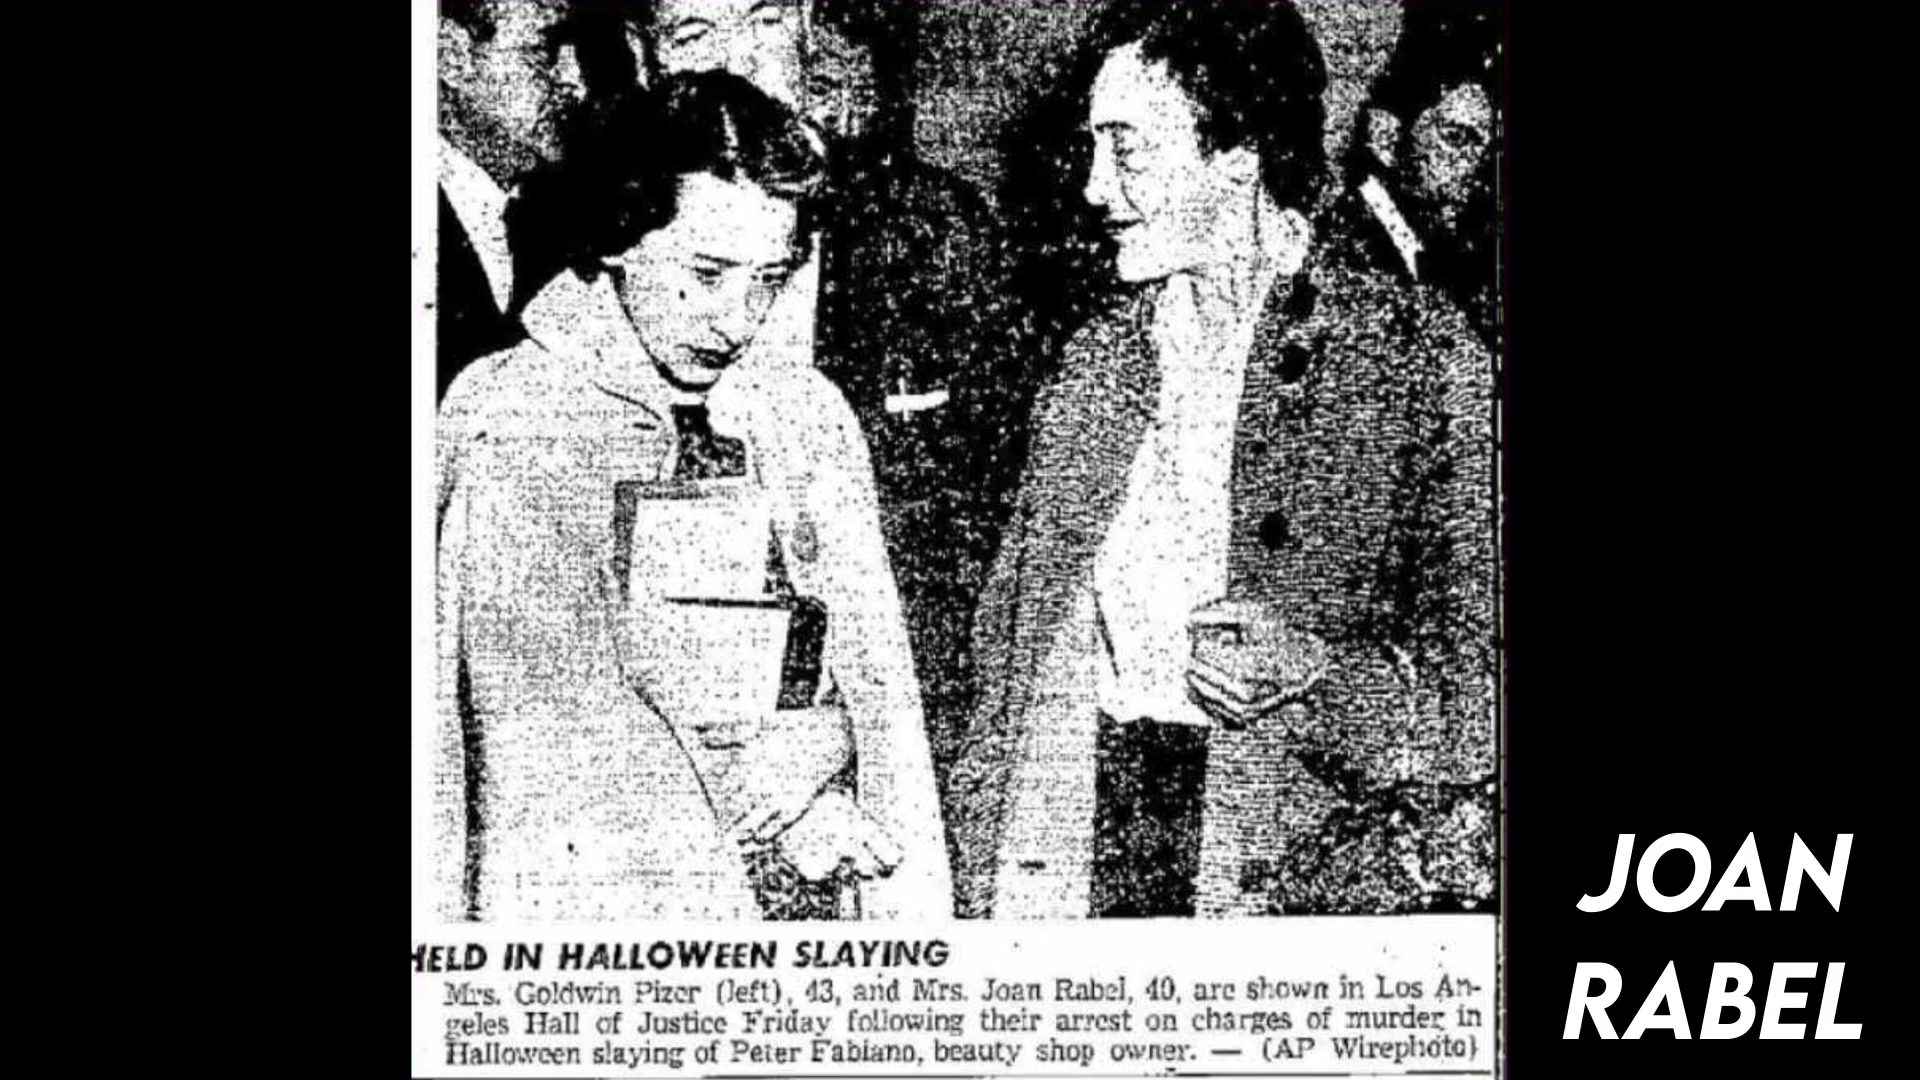 HELD IN HALLOWEEN SLAYING
Mrs. Goldwin Pizer (left), 43, and Mrs. Joan Rabel, 40, are shown in Los An-
geles Hall of Justice Friday following their arrest on charges of murder in
Halloween slaying of Peter Fabiano, beauty shop owner. — (AP Wirephoto)
JOAN
RABEL